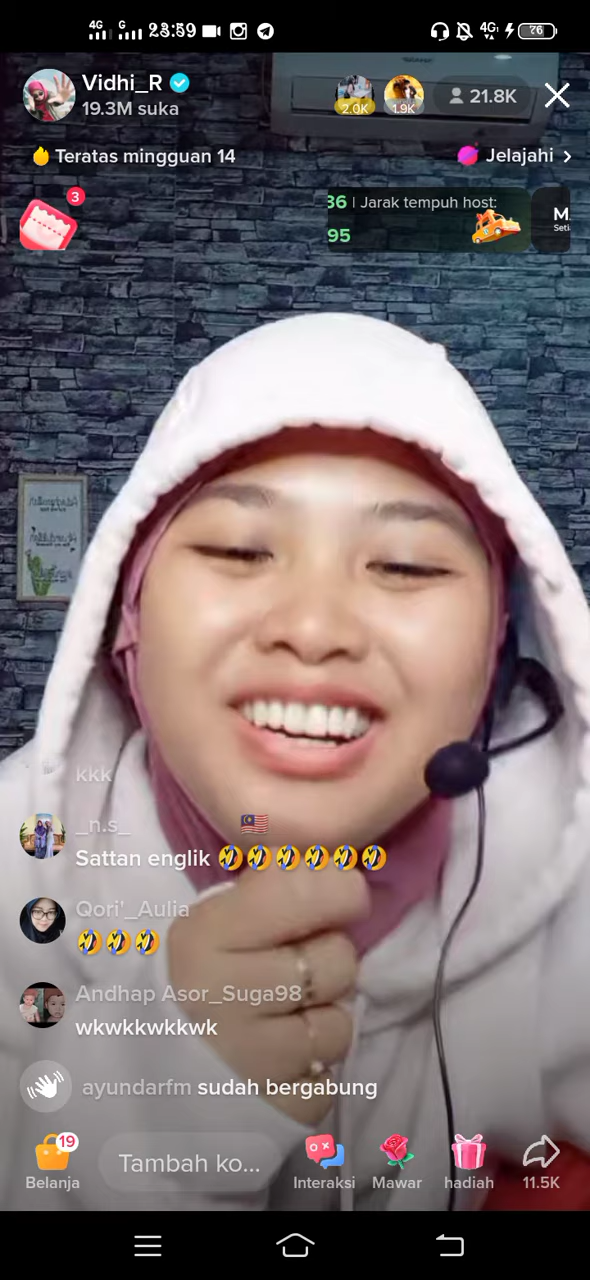 4G G 23:59 4G 76
Vidhi_R
19.3M suka
2.0K 1.9K 21.8K
Teratas mingguan 14
Jelajahi >
3
36 | Jarak tempuh host:
95
M
Seti
kkk
_n.s_
Sattan englik 🤣🤣🤣🤣🤣🤣
Qori'_Aulia
🤣🤣🤣
Andhap Asor_Suga98
wkwkkwkkwk
ayundarfm sudah bergabung
19
Tambah ko...
Belanja Interaksi Mawar hadiah 11.5K